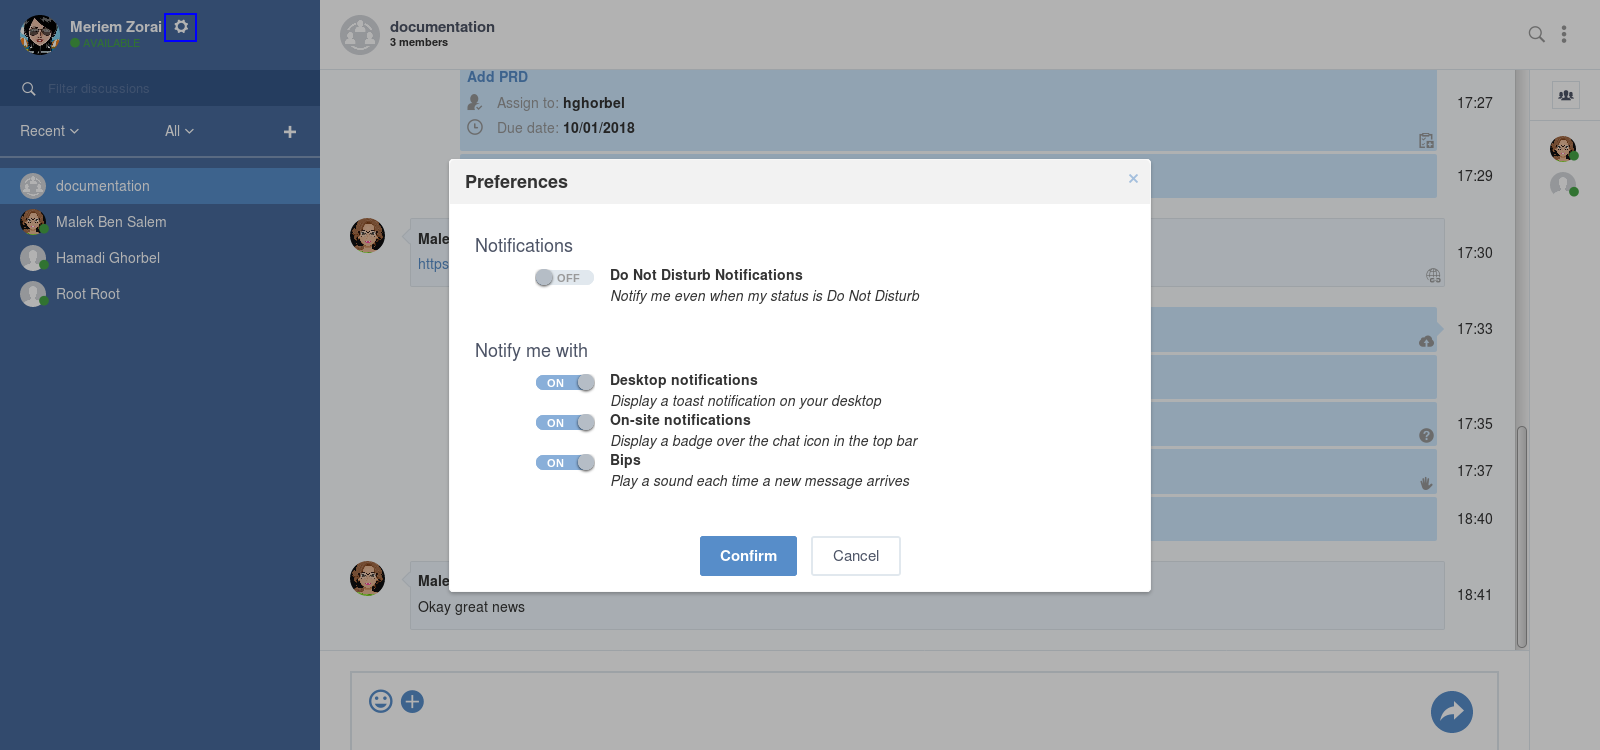 Meriem Zorai
AVAILABLE
Filter discussions
Recent
All
documentation
Malek Ben Salem
Hamadi Ghorbel
Root Root
documentation
3 members
Add PRD
Assign to: hghorbel
Due date: 10/01/2018
17:27
17:29
Male
https
17:30
17:33
17:35
17:37
18:40
Male
Okay great news
18:41
Preferences
×
Notifications
OFF
Do Not Disturb Notifications
Notify me even when my status is Do Not Disturb
Notify me with
ON
Desktop notifications
Display a toast notification on your desktop
ON
On-site notifications
Display a badge over the chat icon in the top bar
ON
Bips
Play a sound each time a new message arrives
Confirm
Cancel